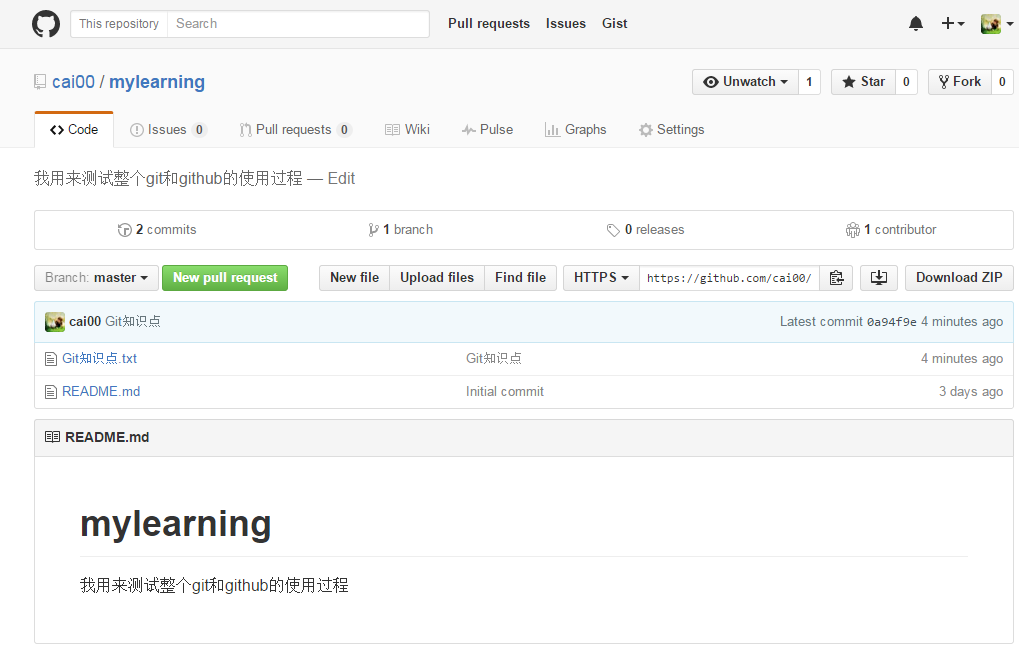 This repository Search Pull requests Issues Gist
cai00 / mylearning Unwatch 1 Star 0 Fork 0
Code Issues 0 Pull requests 0 Wiki Pulse Graphs Settings
我用来测试整个git和github的使用过程 — Edit
2 commits 1 branch 0 releases 1 contributor
Branch: master New pull request New file Upload files Find file HTTPS https://github.com/cai00/ Download ZIP
cai00 Git知识点 Latest commit 0a94f9e 4 minutes ago
Git知识点.txt Git知识点 4 minutes ago
README.md Initial commit 3 days ago
README.md
mylearning
我用来测试整个git和github的使用过程